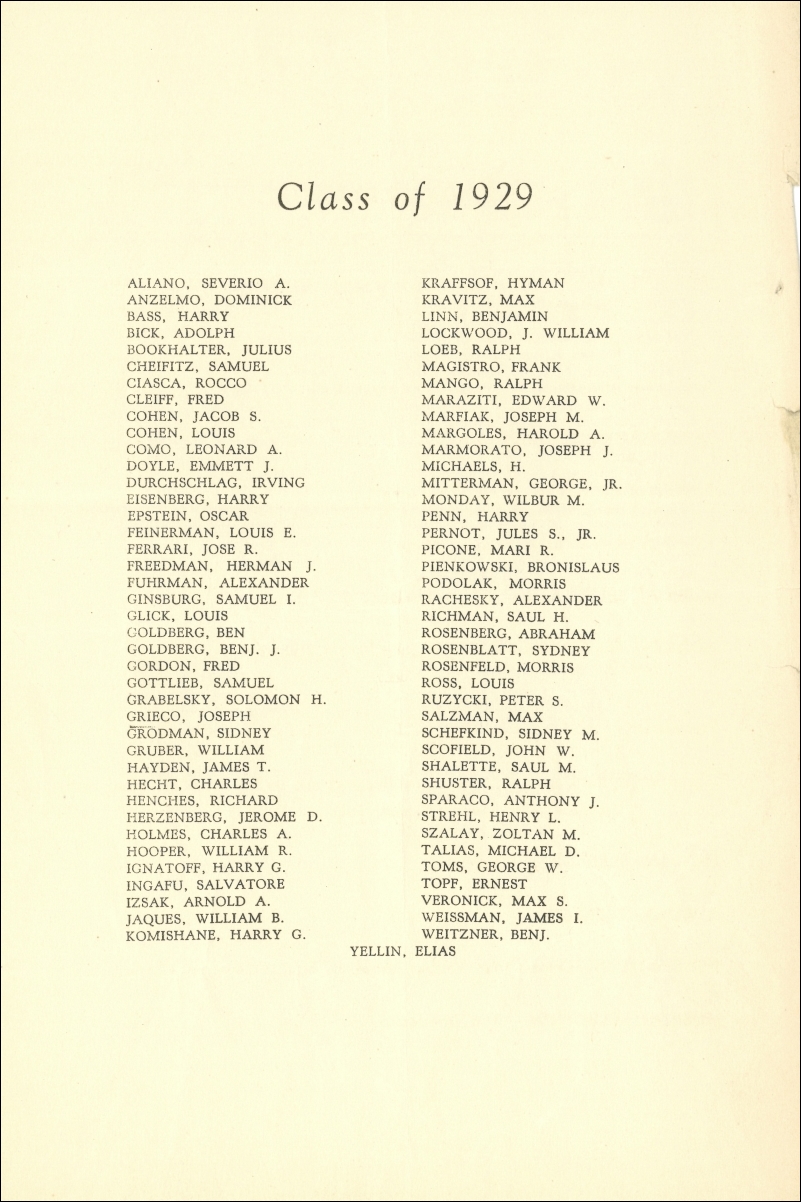 Class of 1929
ALIANO, SEVERIO A.
ANZELMO, DOMINICK
BASS, HARRY
BICK, ADOLPH
BOOKHALTER, JULIUS
CHEIFITZ, SAMUEL
CIASCA, ROCCO
CLEIFF, FRED
COHEN, JACOB S.
COHEN, LOUIS
COMO, LEONARD A.
DOYLE, EMMETT J.
DURCHSCHLAG, IRVING
EISENBERG, HARRY
EPSTEIN, OSCAR
FEINERMAN, LOUIS E.
FERRARI, JOSE R.
FREEDMAN, HERMAN J.
FUHRMAN, ALEXANDER
GINSBURG, SAMUEL I.
GLICK, LOUIS
GOLDBERG, BEN
GOLDBERG, BENJ. J.
GORDON, FRED
GOTTLIEB, SAMUEL
GRABELSKY, SOLOMON H.
GRIECO, JOSEPH
GRODMAN, SIDNEY
GRUBER, WILLIAM
HAYDEN, JAMES T.
HECHT, CHARLES
HENCHES, RICHARD
HERZENBERG, JEROME D.
HOLMES, CHARLES A.
HOOPER, WILLIAM R.
IGNATOFF, HARRY G.
INGAFU, SALVATORE
IZSAK, ARNOLD A.
JAQUES, WILLIAM B.
KOMISHANE, HARRY G.
KRAFFSOF, HYMAN
KRAVITZ, MAX
LINN, BENJAMIN
LOCKWOOD, J. WILLIAM
LOEB, RALPH
MAGISTRO, FRANK
MANGO, RALPH
MARAZITI, EDWARD W.
MARFIAK, JOSEPH M.
MARGOLES, HAROLD A.
MARMORATO, JOSEPH J.
MICHAELS, H.
MITTERMAN, GEORGE, JR.
MONDAY, WILBUR M.
PENN, HARRY
PERNOT, JULES S., JR.
PICONE, MARI R.
PIENKOWSKI, BRONISLAUS
PODOLAK, MORRIS
RACHESKY, ALEXANDER
RICHMAN, SAUL H.
ROSENBERG, ABRAHAM
ROSENBLATT, SYDNEY
ROSENFELD, MORRIS
ROSS, LOUIS
RUZYCKI, PETER S.
SALZMAN, MAX
SCHEFKIND, SIDNEY M.
SCOFIELD, JOHN W.
SHALETTE, SAUL M.
SHUSTER, RALPH
SPARACO, ANTHONY J.
STREHL, HENRY L.
SZALAY, ZOLTAN M.
TALIAS, MICHAEL D.
TOMS, GEORGE W.
TOPF, ERNEST
VERONICK, MAX S.
WEISSMAN, JAMES I.
WEITZNER, BENJ.
YELLIN, ELIAS